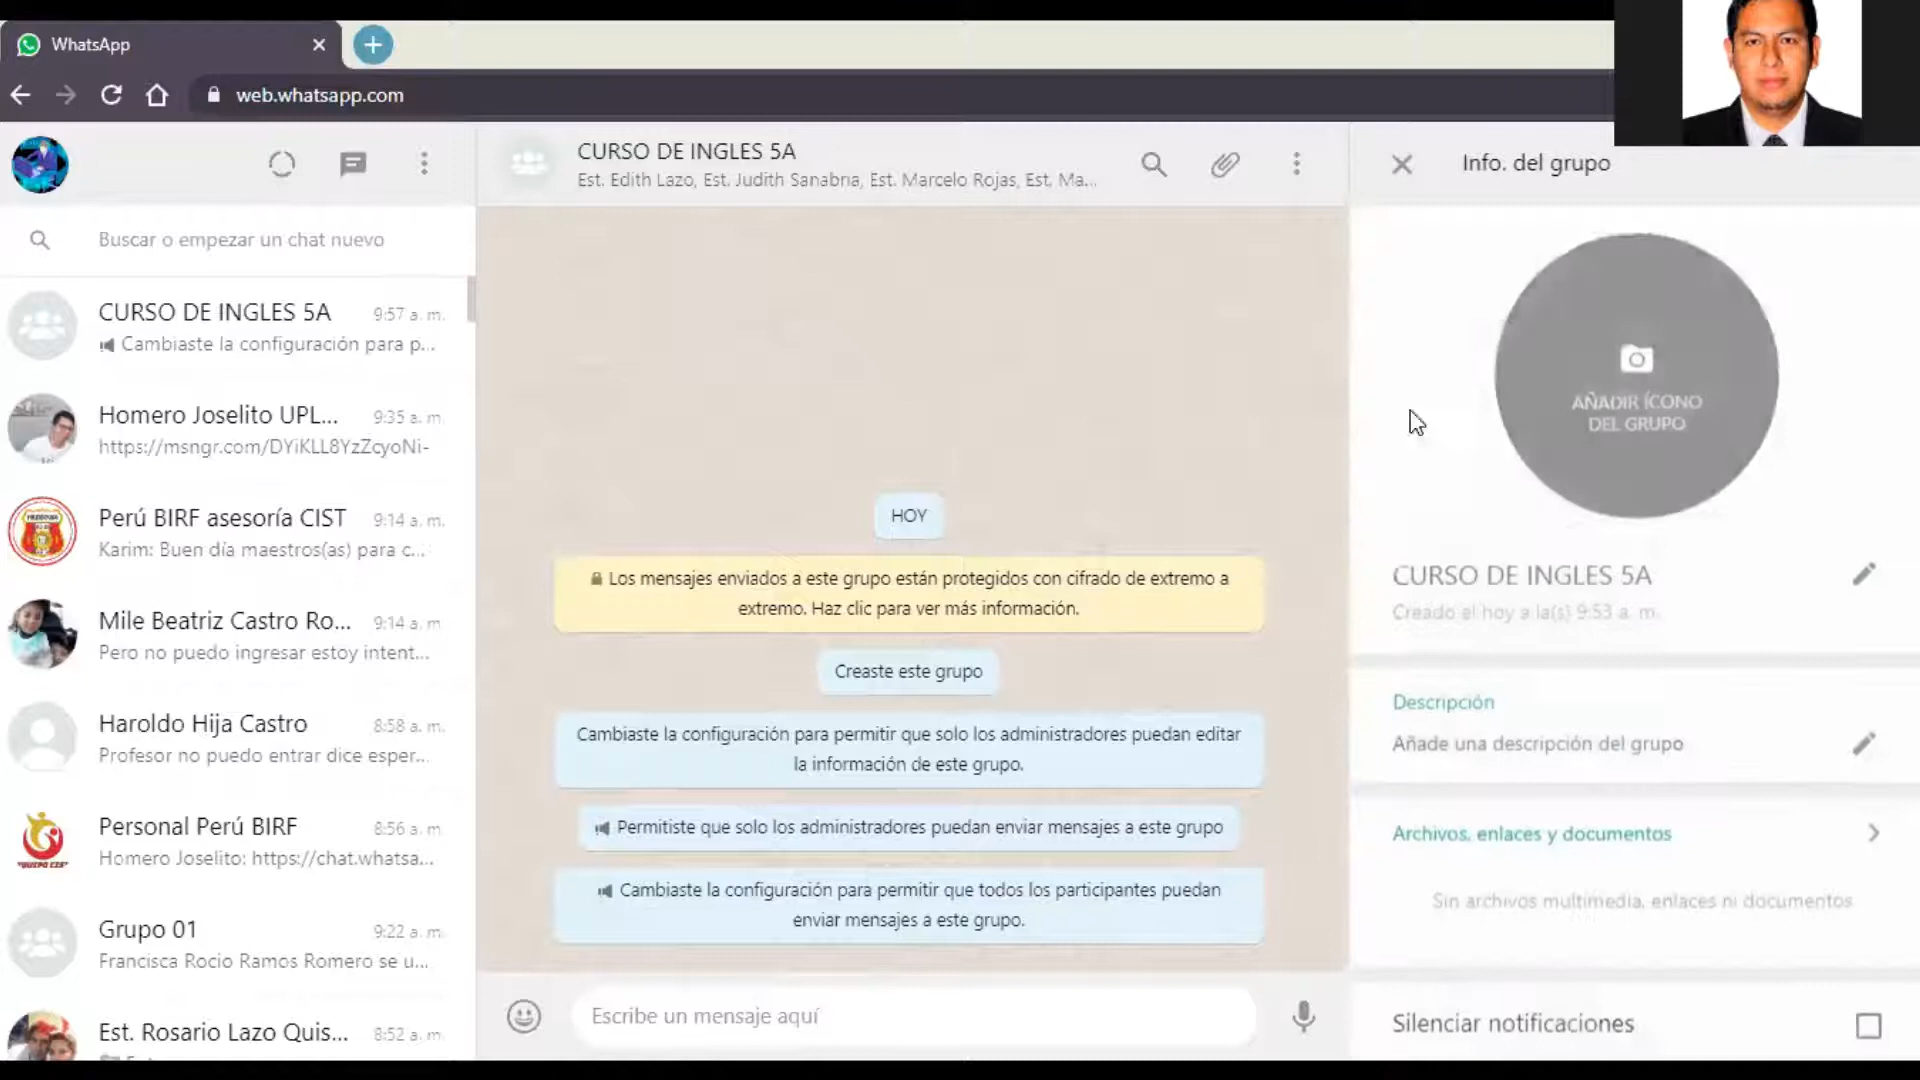 WhatsApp
web.whatsapp.com
Buscar o empezar un chat nuevo
CURSO DE INGLES 5A 9:57 a. m.
Cambiaste la configuración para p...
Homero Joselito UPL... 9:35 a. m.
https://msngr.com/DYiKLL8YzZcyoNi-
Perú BIRF asesoría CIST 9:14 a. m.
Karim: Buen día maestros(as) para c...
Mile Beatriz Castro Ro... 9:14 a. m.
Pero no puedo ingresar estoy intent...
Haroldo Hija Castro 8:58 a. m.
Profesor no puedo entrar dice esper...
Personal Perú BIRF 8:56 a. m.
Homero Joselito: https://chat.whatsa...
Grupo 01 9:22 a. m.
Francisca Rocio Ramos Romero se u...
Est. Rosario Lazo Quis... 8:52 a. m.
CURSO DE INGLES 5A
Est. Edith Lazo, Est. Judith Sanabria, Est. Marcelo Rojas, Est. Ma...
HOY
Los mensajes enviados a este grupo están protegidos con cifrado de extremo a
extremo. Haz clic para ver más información.
Creaste este grupo
Cambiaste la configuración para permitir que solo los administradores puedan editar
la información de este grupo.
Permitiste que solo los administradores puedan enviar mensajes a este grupo
Cambiaste la configuración para permitir que todos los participantes puedan
enviar mensajes a este grupo.
Escribe un mensaje aquí
Info. del grupo
AÑADIR ÍCONO
DEL GRUPO
CURSO DE INGLES 5A
Creado el hoy a la(s) 9:53 a. m.
Descripción
Añade una descripción del grupo
Archivos, enlaces y documentos
Sin archivos multimedia, enlaces ni documentos
Silenciar notificaciones